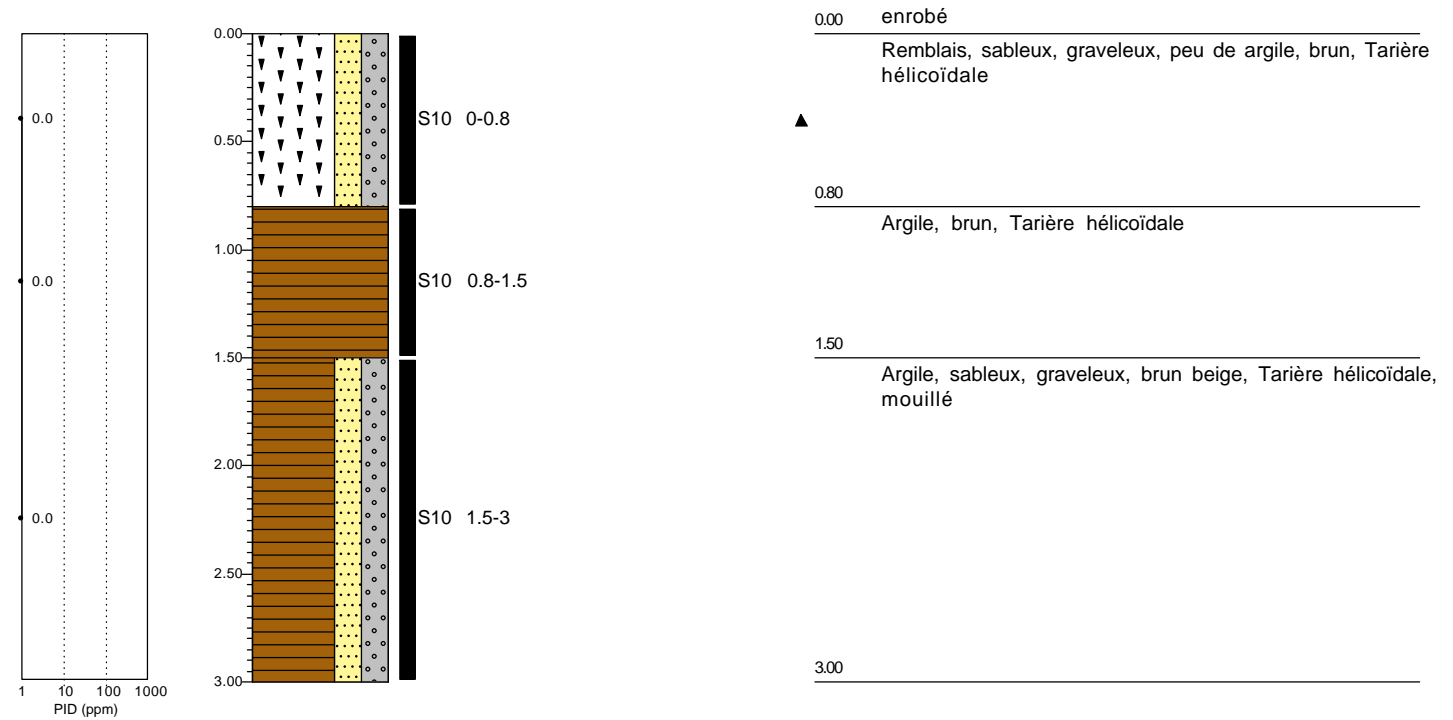 0.00 enrobé
0.00
Remblais, sableux, graveleux, peu de argile, brun, Tarière
hélicoïdale
0.0
S10 0-0.8
0.50
0.80
Argile, brun, Tarière hélicoïdale
1.00
0.0
S10 0.8-1.5
1.50
1.50
Argile, sableux, graveleux, brun beige, Tarière hélicoïdale,
mouillé
2.00
0.0
S10 1.5-3
2.50
3.00
3.00
1 10 100 1000
PID (ppm)